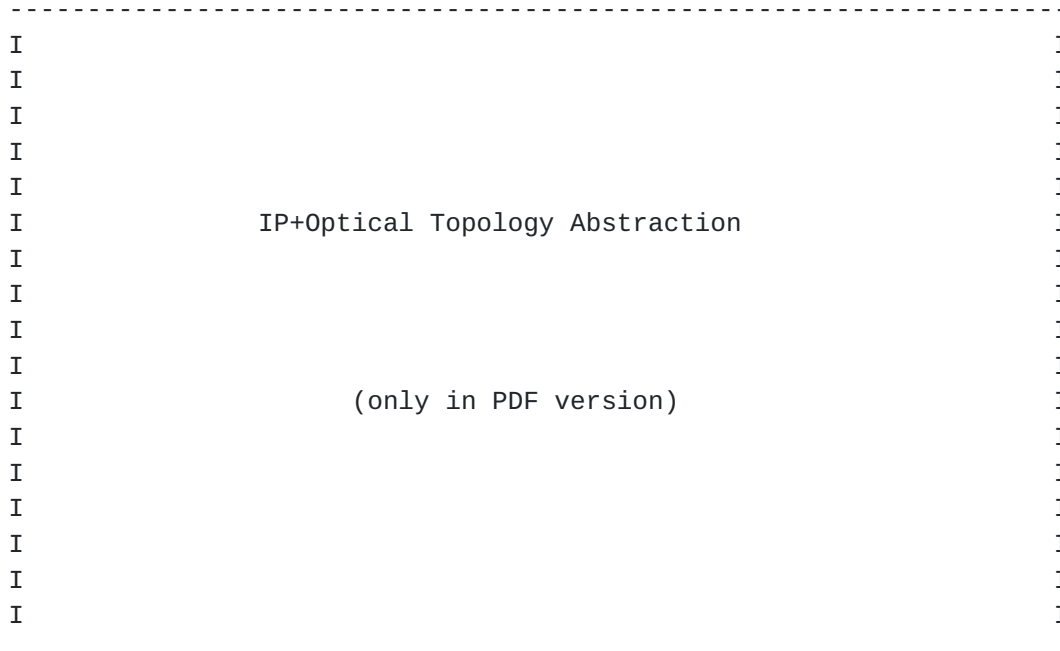 --------------------------------------------------------------------
I I
I I
I I
I I
I I
I IP+Optical Topology Abstraction I
I I
I I
I I
I I
I (only in PDF version) I
I I
I I
I I
I I
I I
I I